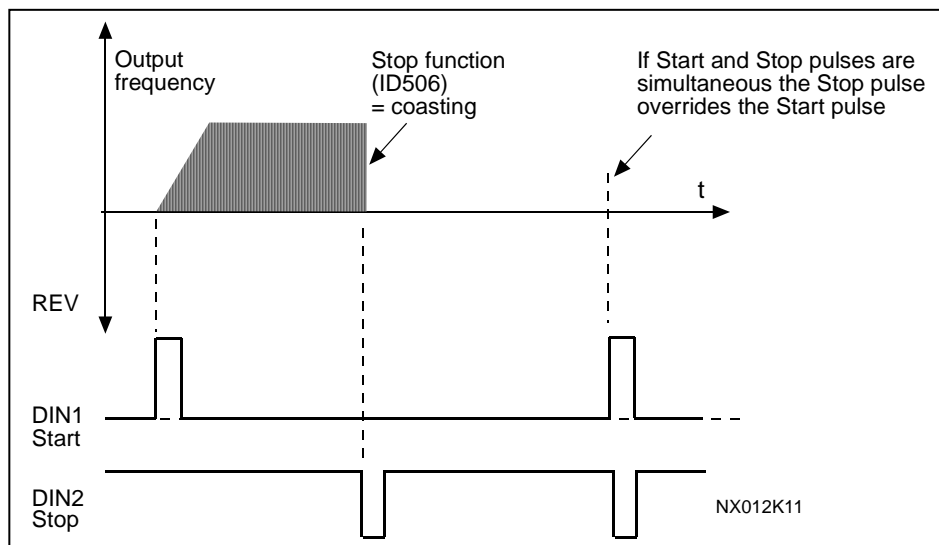 Output
frequency
Stop function
(ID506)
= coasting
If Start and Stop pulses are
simultaneous the Stop pulse
overrides the Start pulse
t
REV
DIN1
Start
DIN2
Stop
NX012K11